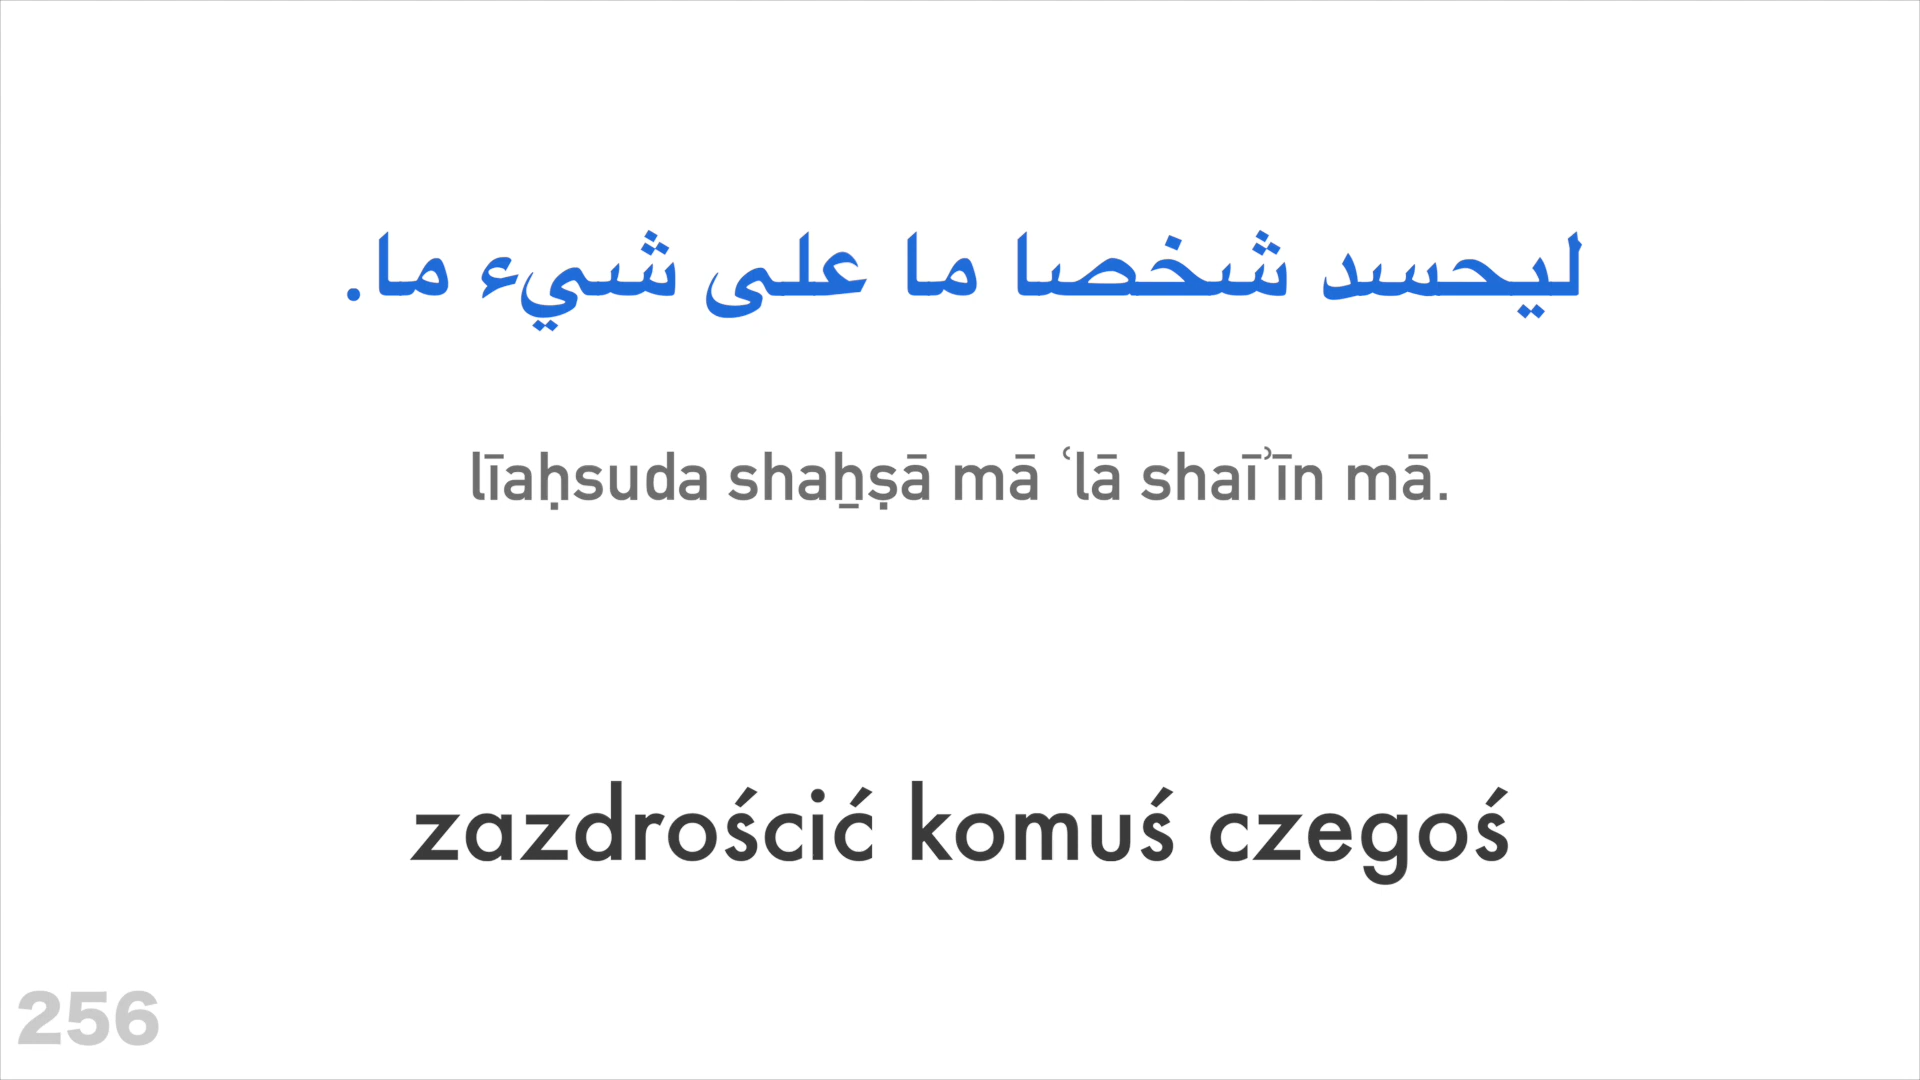 ليحسد شخصا ما على شيء ما.
līaḥsuda shaẖṣā mā ʿlā shaīʾīn mā.
zazdrościć komuś czegoś
256